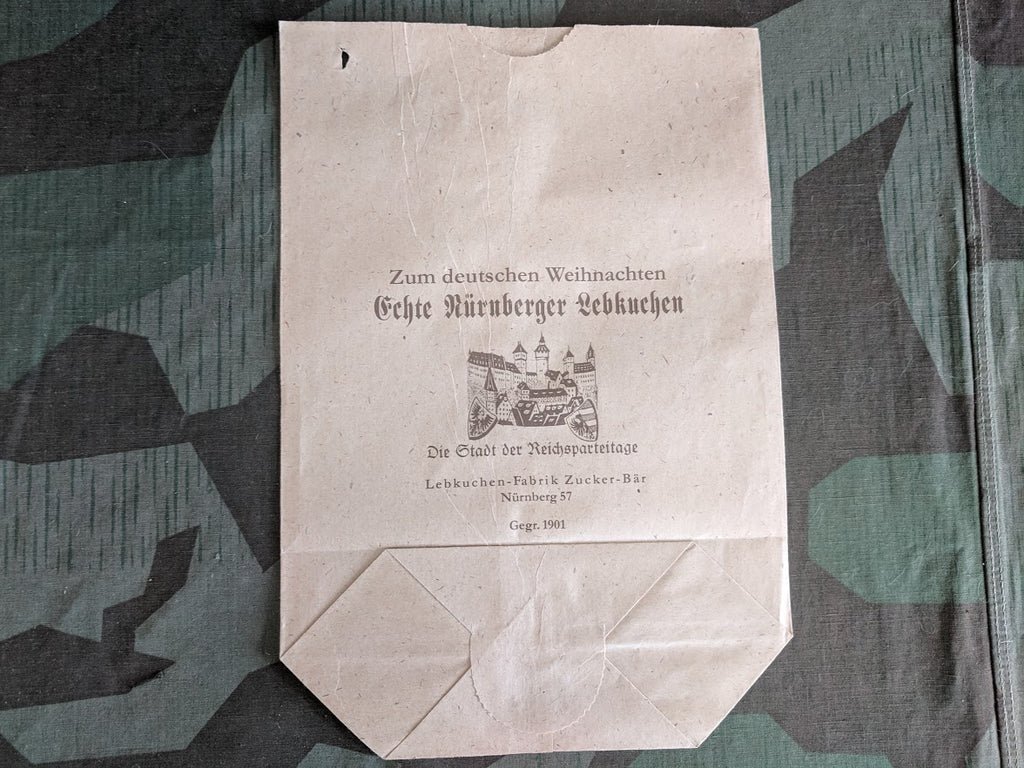 Zum deutschen Weihnachten
Echte Nürnberger Lebkuchen
Die Stadt der Reichsparteitage
Lebkuchen-Fabrik Zucker-Bär
Nürnberg 57
Gegr. 1901